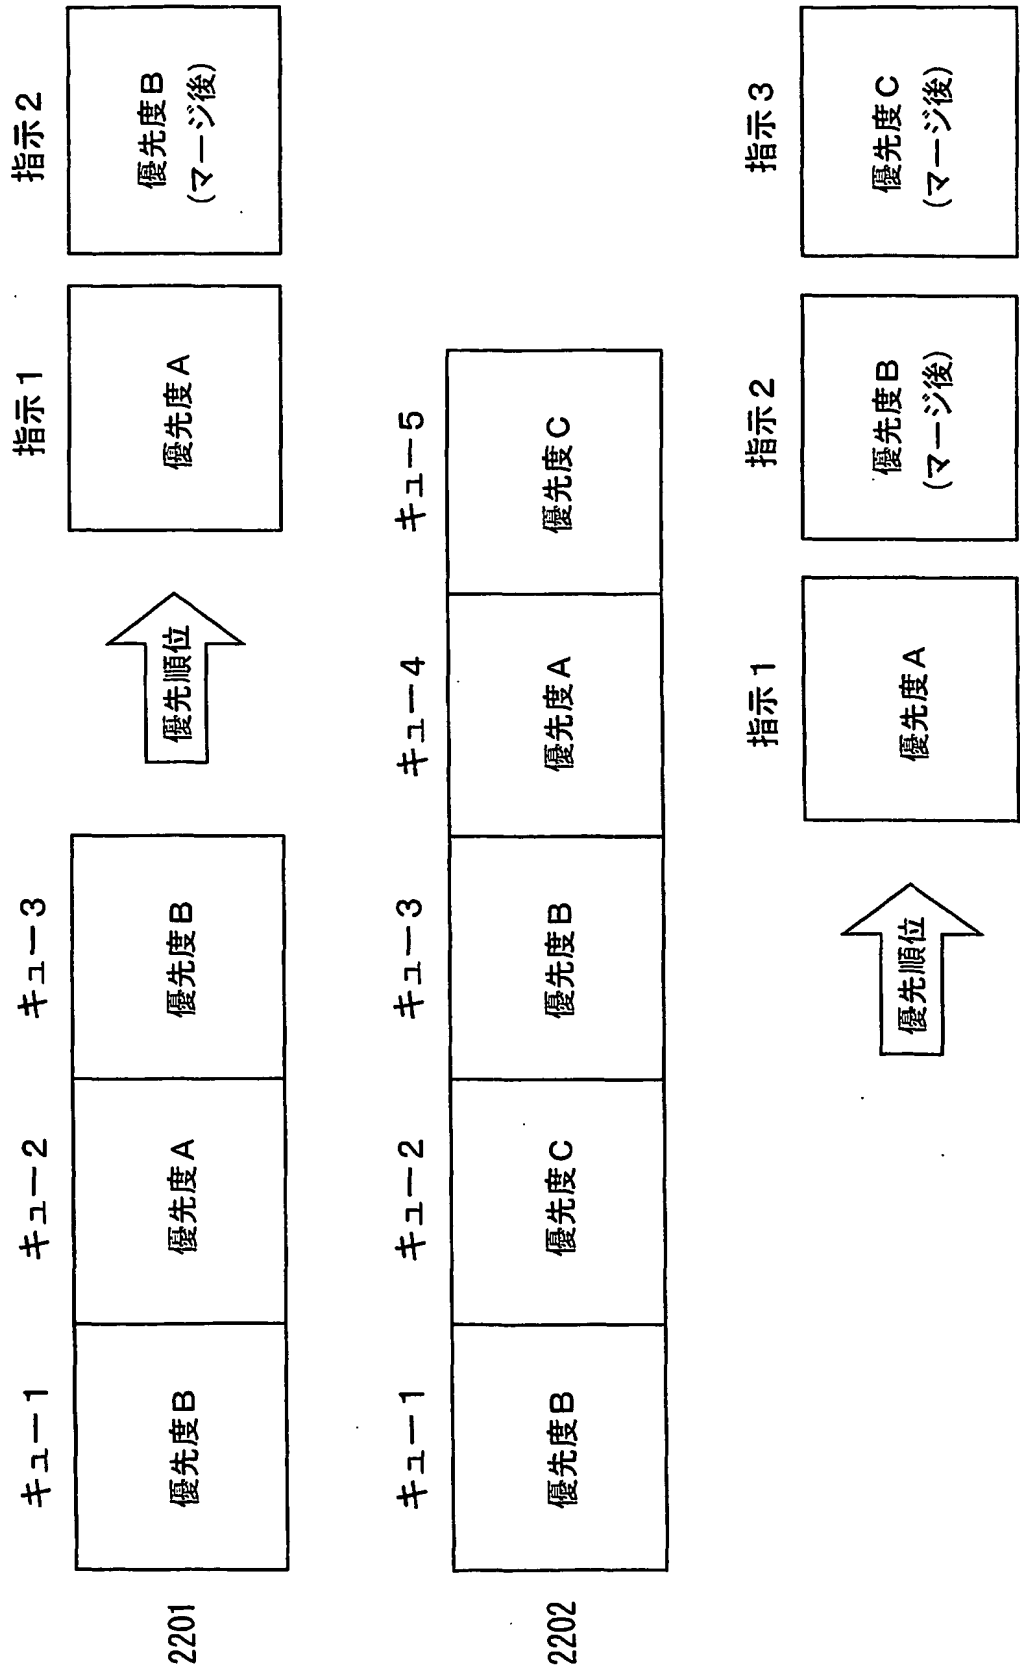 2201
キュー1
キュー2
キュー3
優先度B
優先度A
優先度B
優先順位
指示1
指示2
優先度A
優先度B
(マージ後)
2202
キュー1
キュー2
キュー3
キュー4
キュー5
優先度B
優先度C
優先度B
優先度A
優先度C
優先順位
指示1
指示2
指示3
優先度A
優先度B
(マージ後)
優先度C
(マージ後)